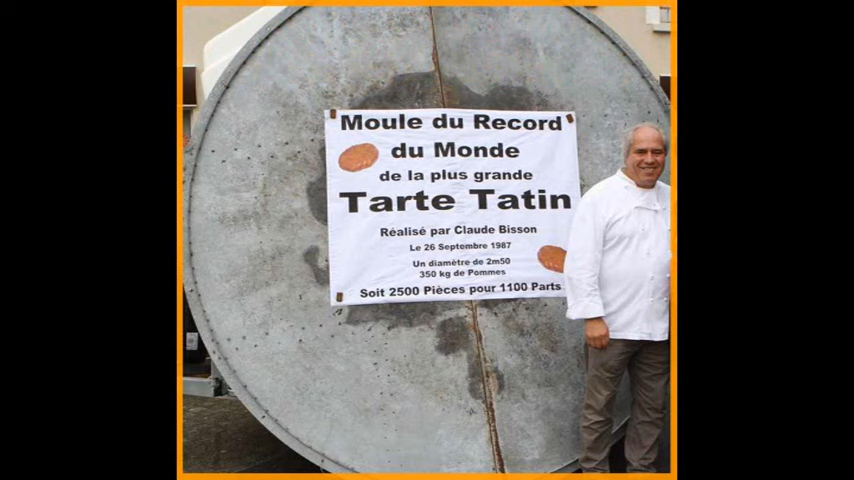 Moule du Record
du Monde
de la plus grande
Tarte Tatin
Réalisé par Claude Bisson
Le 26 Septembre 1987
Un diamètre de 2m50
350 kg de Pommes
Soit 2500 Pièces pour 1100 Parts